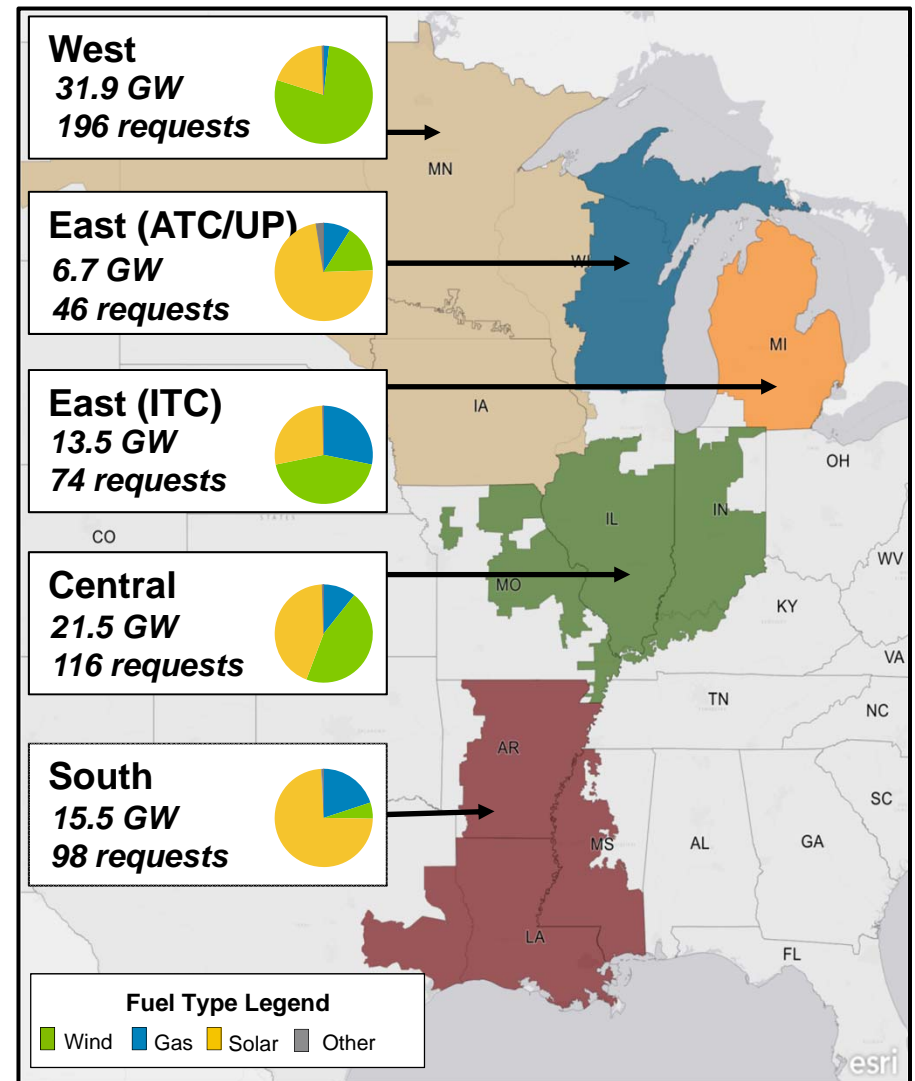 West
31.9 GW
196 requests
East (ATC/UP)
6.7 GW
46 requests
East (ITC)
13.5 GW
74 requests
Central
21.5 GW
116 requests
South
15.5 GW
98 requests
MN
MI
IA
OH
IL
IN
CO
STATES
MO
WV
KY
VA
TN
NC
AR
SC
MS
AL
GA
LA
FL
Fuel Type Legend
Wind Gas Solar Other
esri